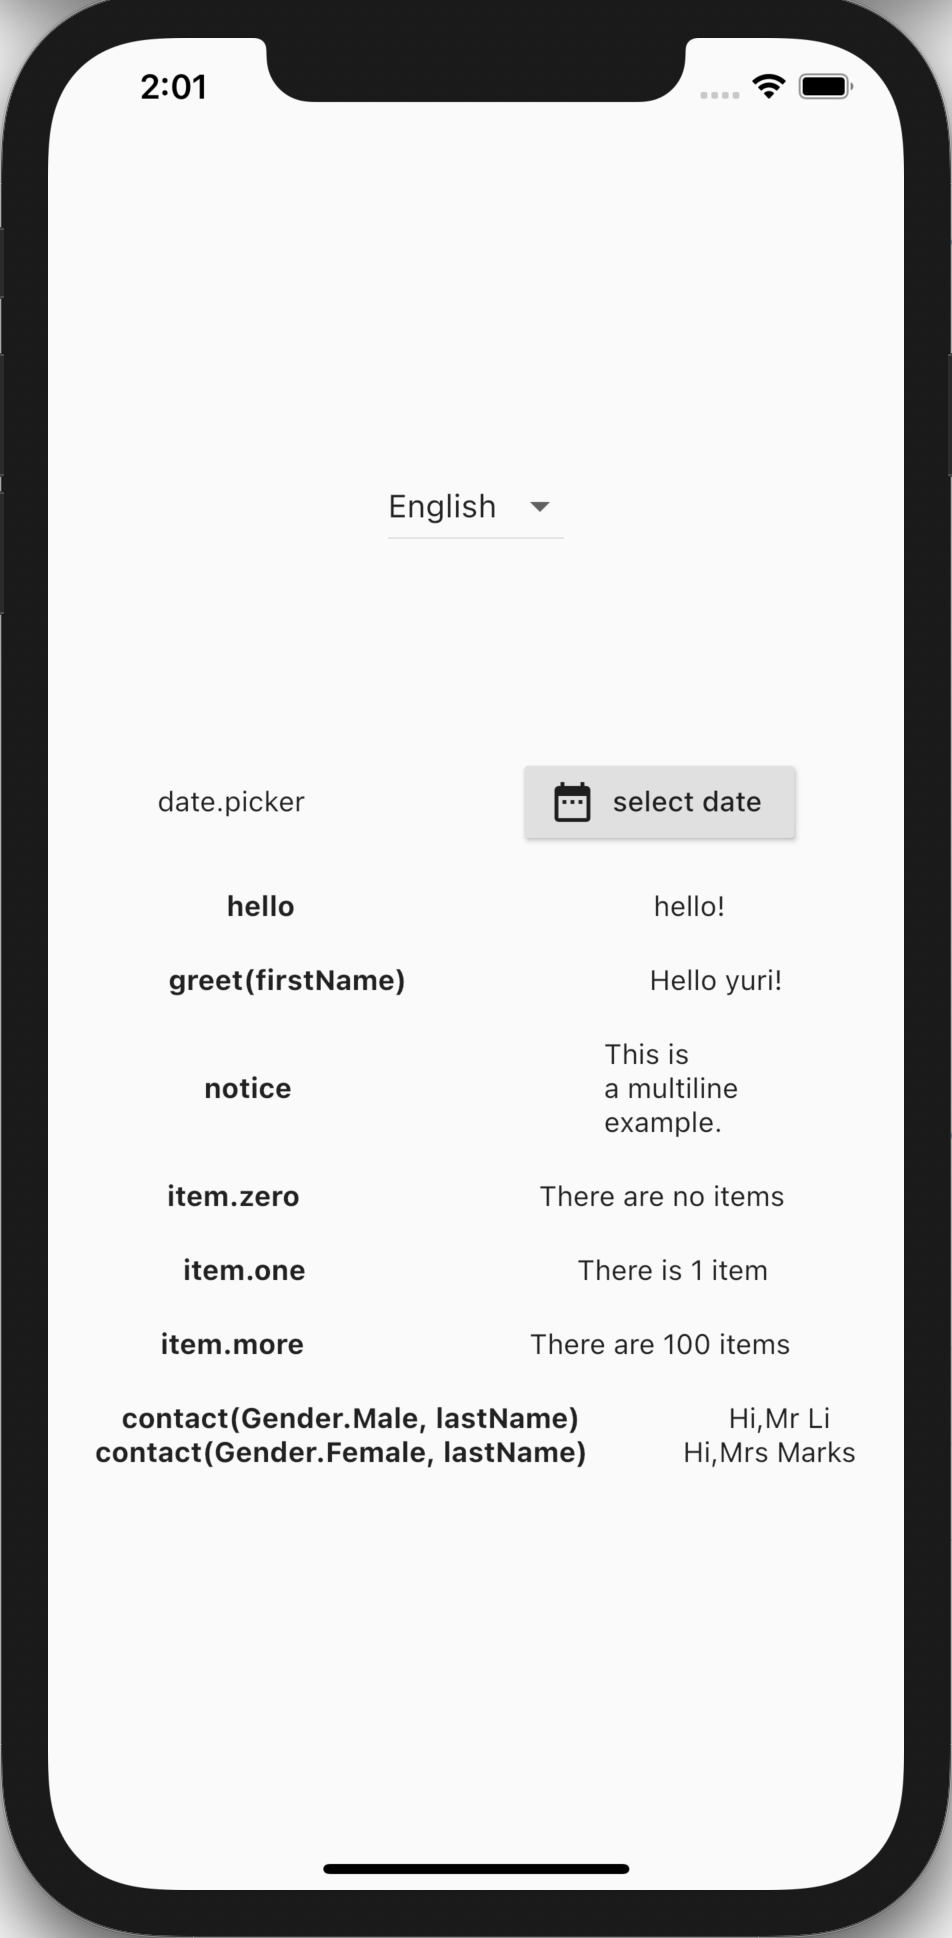 2:01
English
date.picker select date
hello hello!
greet(firstName) Hello yuri!
This is
notice a multiline
example.
item.zero There are no items
item.one There is 1 item
item.more There are 100 items
contact(Gender.Male, lastName) Hi,Mr Li
contact(Gender.Female, lastName) Hi,Mrs Marks